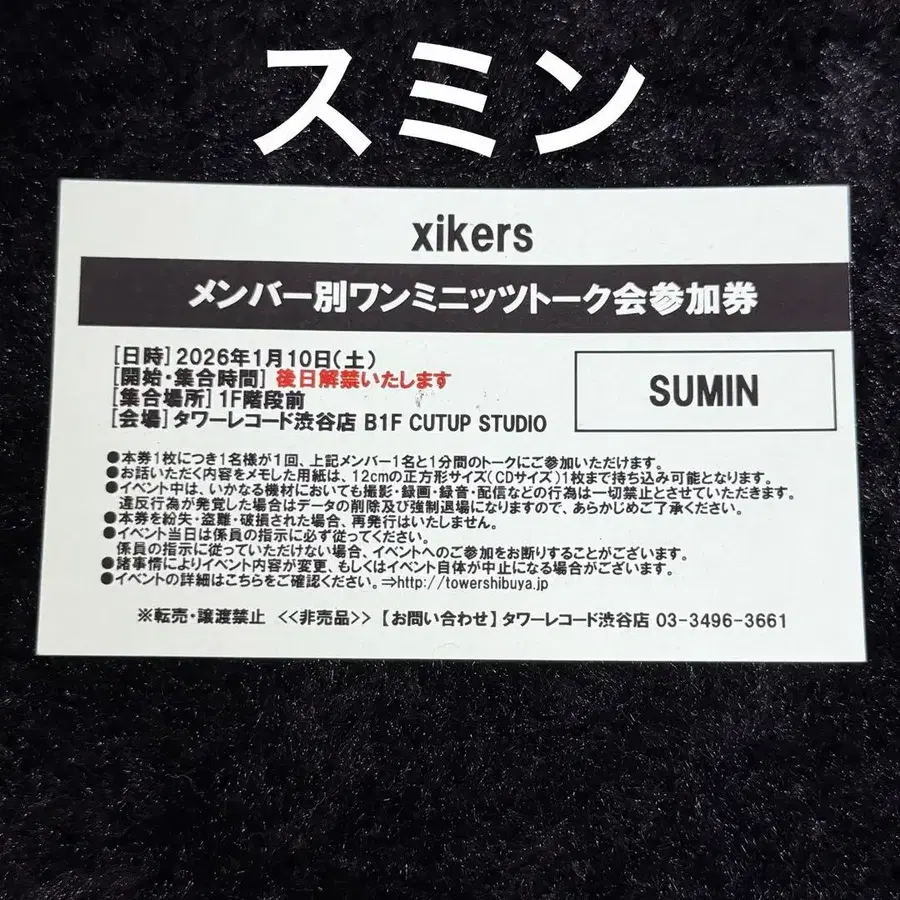 スミン
xikers
メンバー別ワンミニッツトーク会参加券
[日時] 2026年1月10日(土)
[開始・集合時間] 後日解禁いたします
[集合場所] 1F階段前
[会場] タワーレコード渋谷店 B1F CUTUP STUDIO
SUMIN
●本券1枚につき1名様が1回、上記メンバー1名と1分間のトークにご参加いただけます。
●お話いただく内容をメモした用紙は、12cmの正方形サイズ(CDサイズ)1枚まで持ち込み可能となります。
●イベント中は、いかなる機材においても撮影・録画・録音・配信などの行為は一切禁止とさせていただきます。
違反行為が発覚した場合はデータの削除及び強制退場になりますので、あらかじめご了承ください。
●本券を紛失・盗難・破損された場合、再発行はいたしません。
●イベント当日は係員の指示に必ず従ってください。
係員の指示に従っていただけない場合、イベントへのご参加をお断りすることがございます。
●諸事情によりイベント内容が変更、もしくはイベント自体が中止になる場合がございます。
●イベントの詳細はこちらをご確認ください。⇒http://towershibuya.jp
※転売・譲渡禁止 <<非売品>> 【お問い合わせ】タワーレコード渋谷店 03-3496-3661